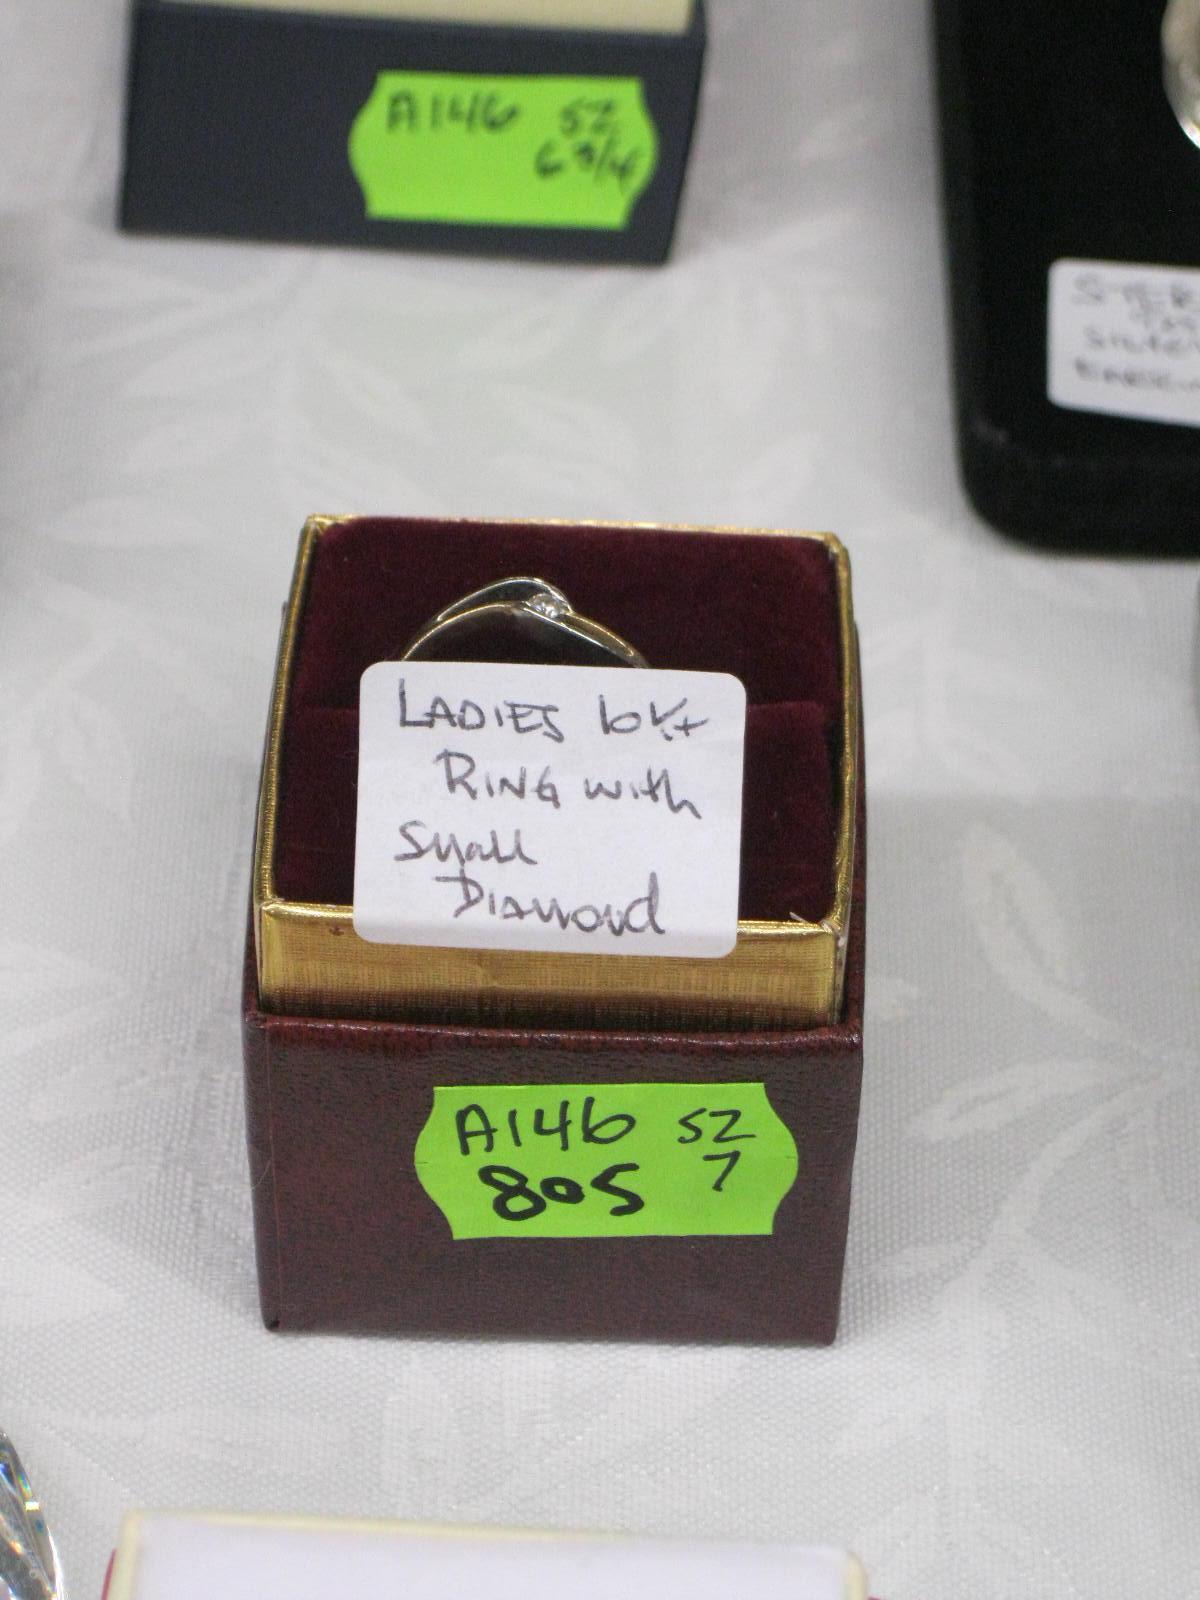 A146 SZ
6 3/4
LADIES 10Kt
RING with
Small
Diamond
A146 SZ
805 7